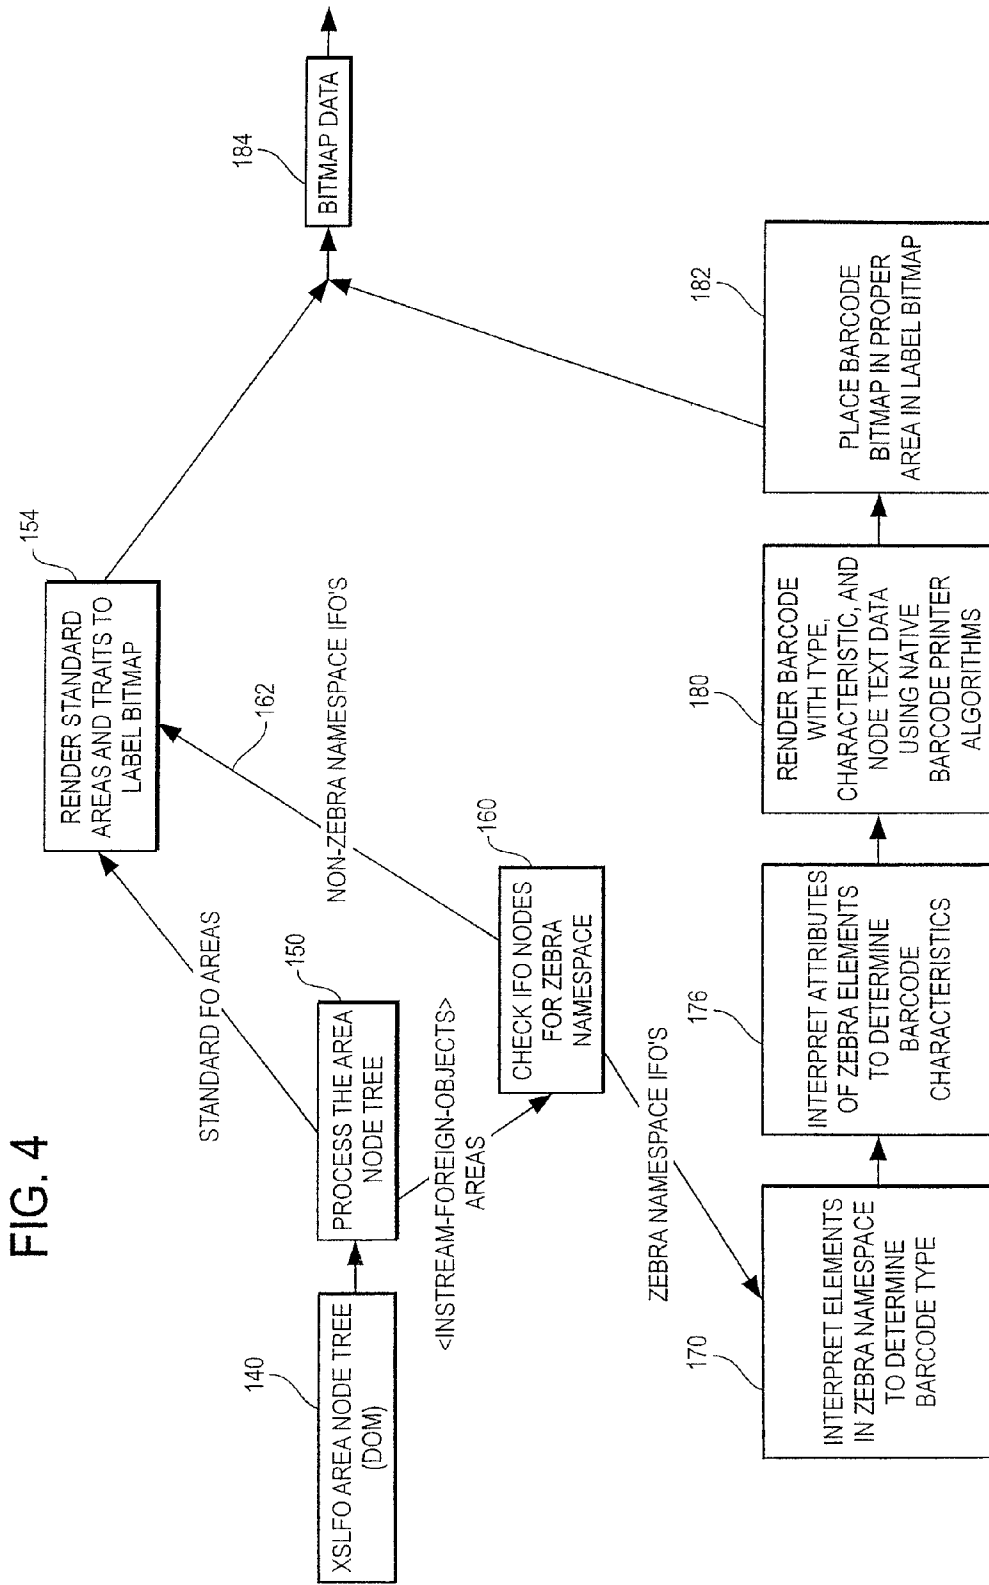 FIG. 4
XSLFO AREA NODE TREE
(DOM)
140
PROCESS THE AREA
NODE TREE
150
STANDARD FO AREAS
<INSTREAM-FOREIGN-OBJECTS>
AREAS
RENDER STANDARD
AREAS AND TRAITS TO
LABEL BITMAP
154
CHECK IFO NODES
FOR ZEBRA
NAMESPACE
160
NON-ZEBRA NAMESPACE IFO'S
162
ZEBRA NAMESPACE IFO'S
INTERPRET ELEMENTS
IN ZEBRA NAMESPACE
TO DETERMINE
BARCODE TYPE
170
INTERPRET ATTRIBUTES
OF ZEBRA ELEMENTS
TO DETERMINE
BARCODE
CHARACTERISTICS
176
RENDER BARCODE
WITH TYPE,
CHARACTERISTIC, AND
NODE TEXT DATA
USING NATIVE
BARCODE PRINTER
ALGORITHMS
180
PLACE BARCODE
BITMAP IN PROPER
AREA IN LABEL BITMAP
182
BITMAP DATA
184